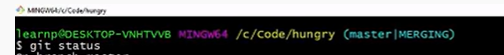 MINGW64:/c/Code/hungry
learnp@DESKTOP-VNHTVVB MINGW64 /c/Code/hungry (master|MERGING)
$ git status